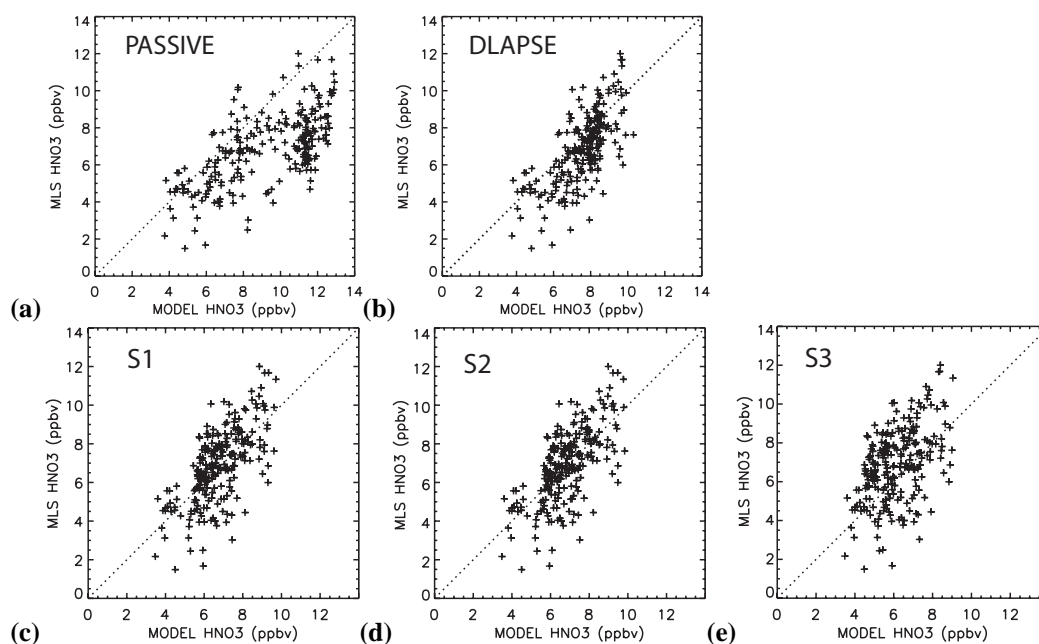 PASSIVE
14
12
10
8
6
4
2
0
MLS HNO3 (ppbv)
0 2 4 6 8 10 12 14
MODEL HNO3 (ppbv)
(a)
DLAPSE
14
12
10
8
6
4
2
0
MLS HNO3 (ppbv)
0 2 4 6 8 10 12 14
MODEL HNO3 (ppbv)
(b)
S1
14
12
10
8
6
4
2
0
MLS HNO3 (ppbv)
0 2 4 6 8 10 12
MODEL HNO3 (ppbv)
(c)
S2
14
12
10
8
6
4
2
0
MLS HNO3 (ppbv)
0 2 4 6 8 10 12
MODEL HNO3 (ppbv)
(d)
S3
14
12
10
8
6
4
2
0
MLS HNO3 (ppbv)
0 2 4 6 8 10 12
MODEL HNO3 (ppbv)
(e)